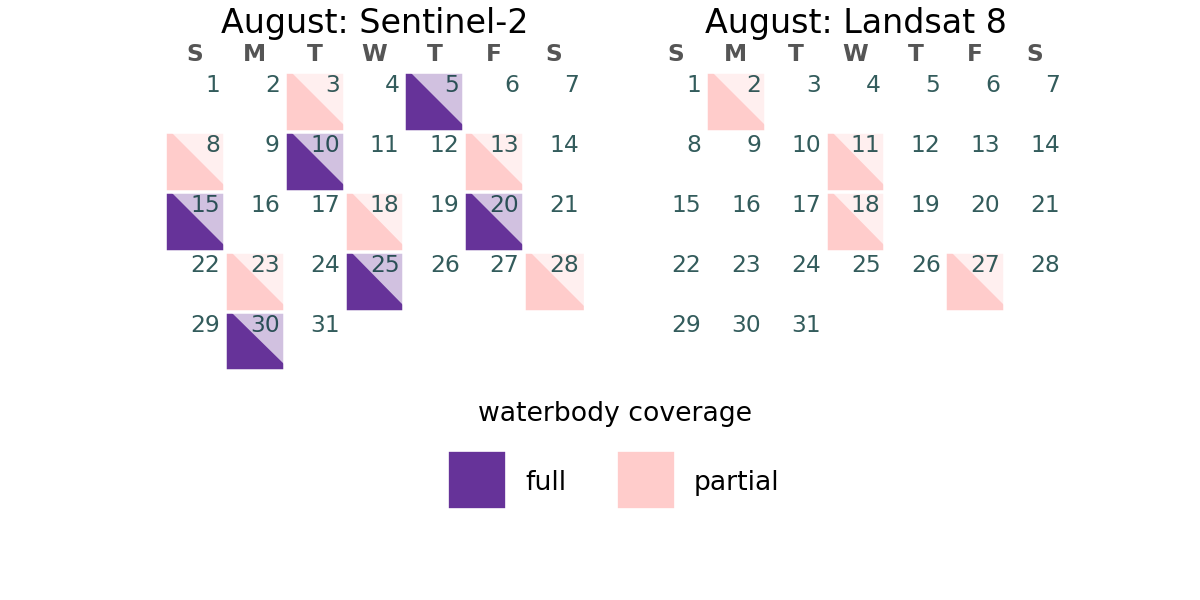 August: Sentinel-2
S M T W T F S
1 2 3 4 5 6 7
8 9 10 11 12 13 14
15 16 17 18 19 20 21
22 23 24 25 26 27 28
29 30 31
August: Landsat 8
S M T W T F S
1 2 3 4 5 6 7
8 9 10 11 12 13 14
15 16 17 18 19 20 21
22 23 24 25 26 27 28
29 30 31
waterbody coverage
full
partial